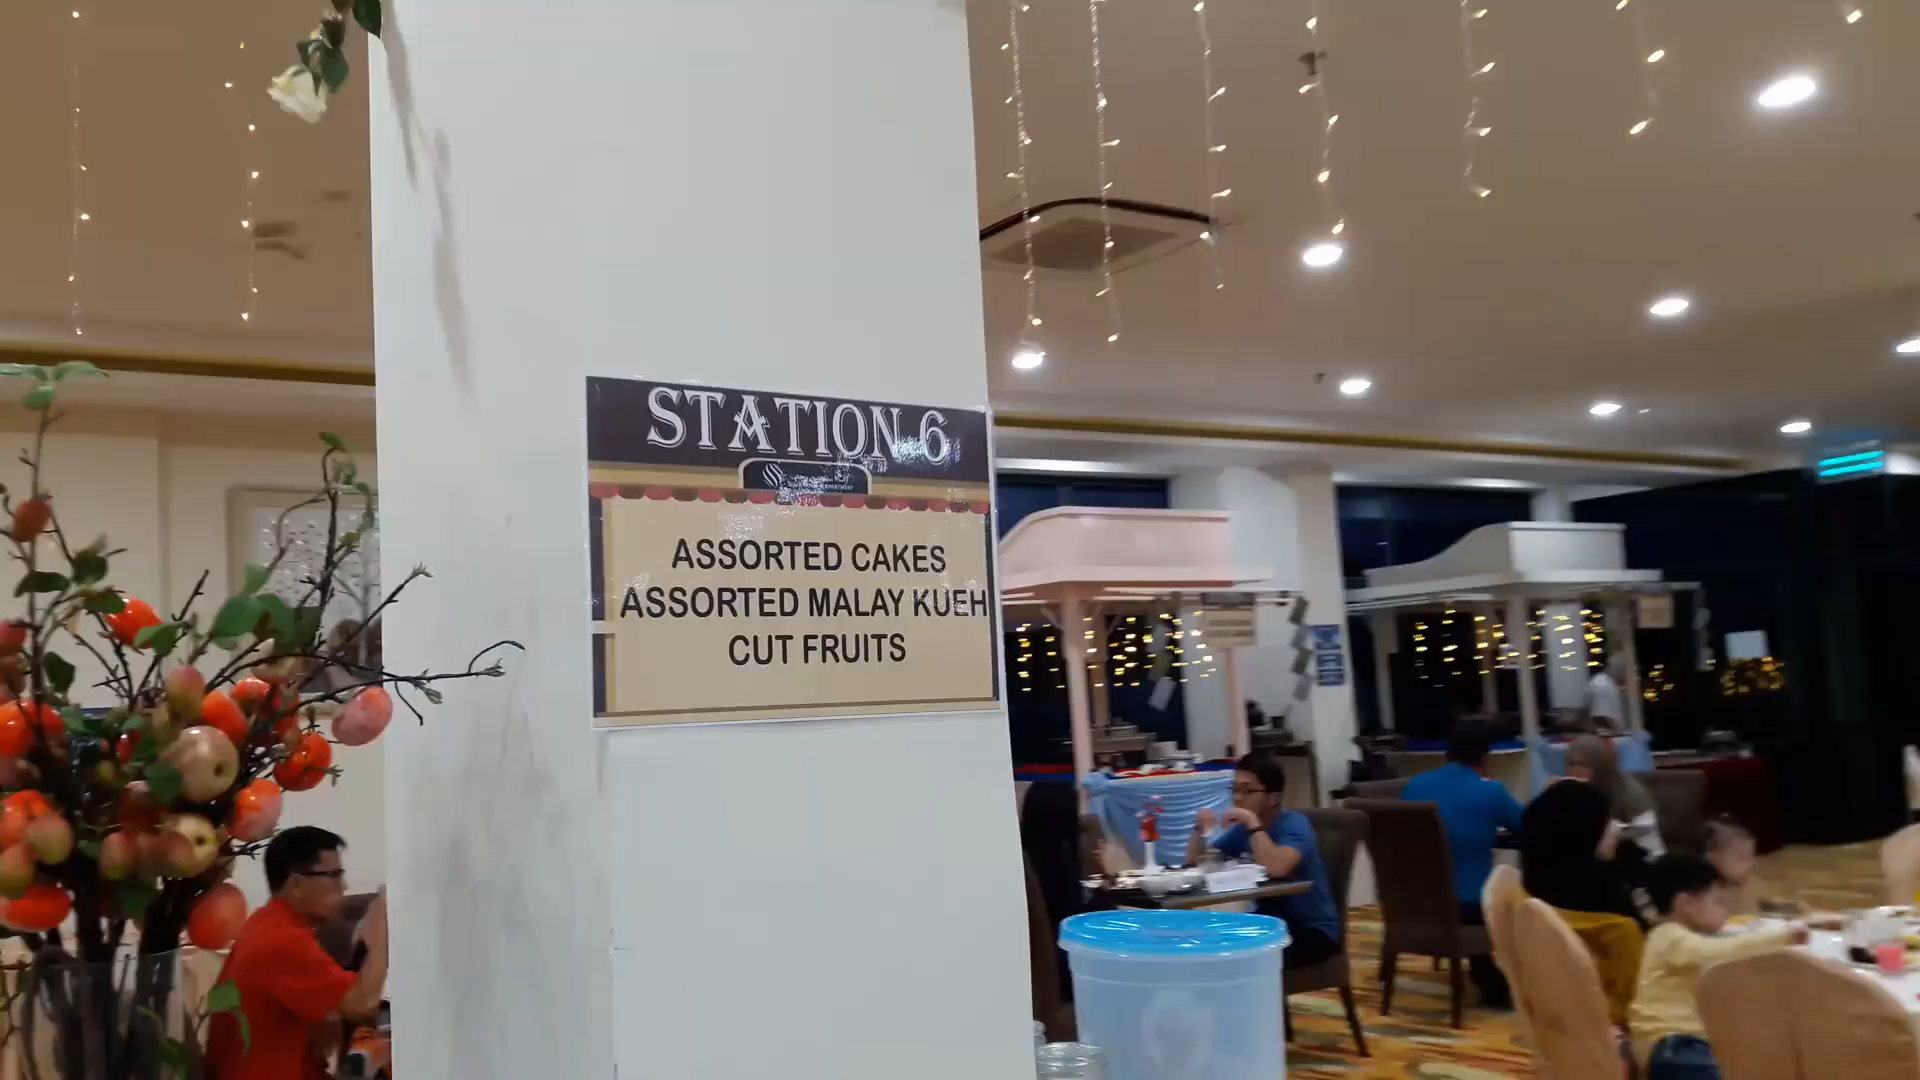 STATION 6
ASSORTED CAKES
ASSORTED MALAY KUEH
CUT FRUITS